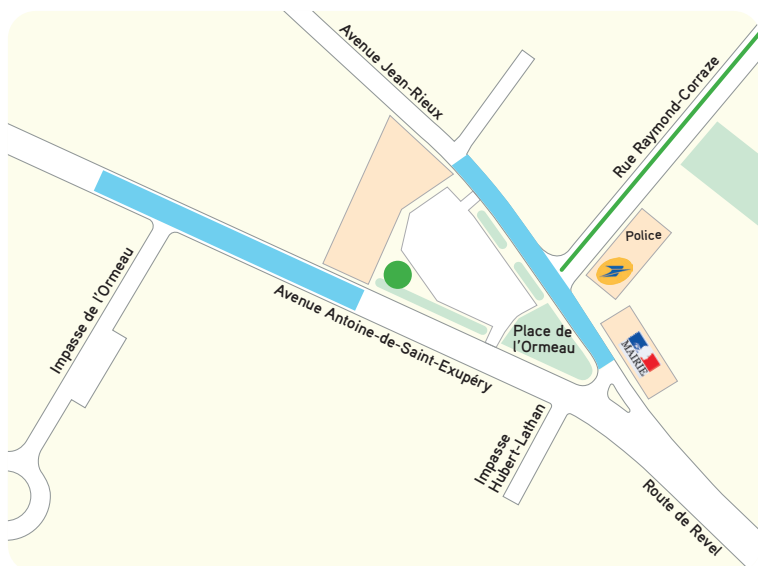 Avenue Jean-Rieux
Rue Raymond-Corraze
Police
Impasse de l'Ormeau
Avenue Antoine-de-Saint-Exupéry
Place de
l'Ormeau
MAIRIE
Impasse
Hubert-Lathan
Route de Revel